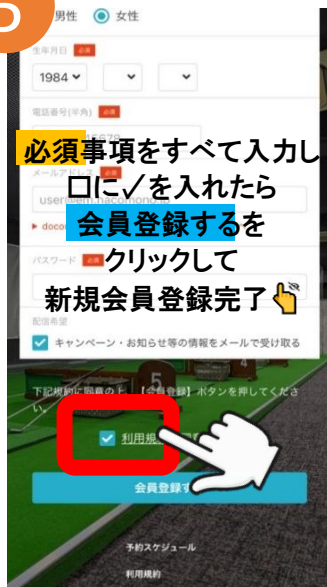 男性 女性
生年月日 必須
1984
電話番号(半角) 必須
5678
必須事項をすべて入力し
メールアドレス 必須
口に✓を入れたら
会員登録するを
クリックして
パスワード 必須
新規会員登録完了
配信希望
キャンペーン・お知らせ等の情報をメールで受け取る
5
4
下記規約に同意の上、【会員登録】ボタンを押してくださ
い。
利用規
会員登録す
予約スケジュール
利用規約